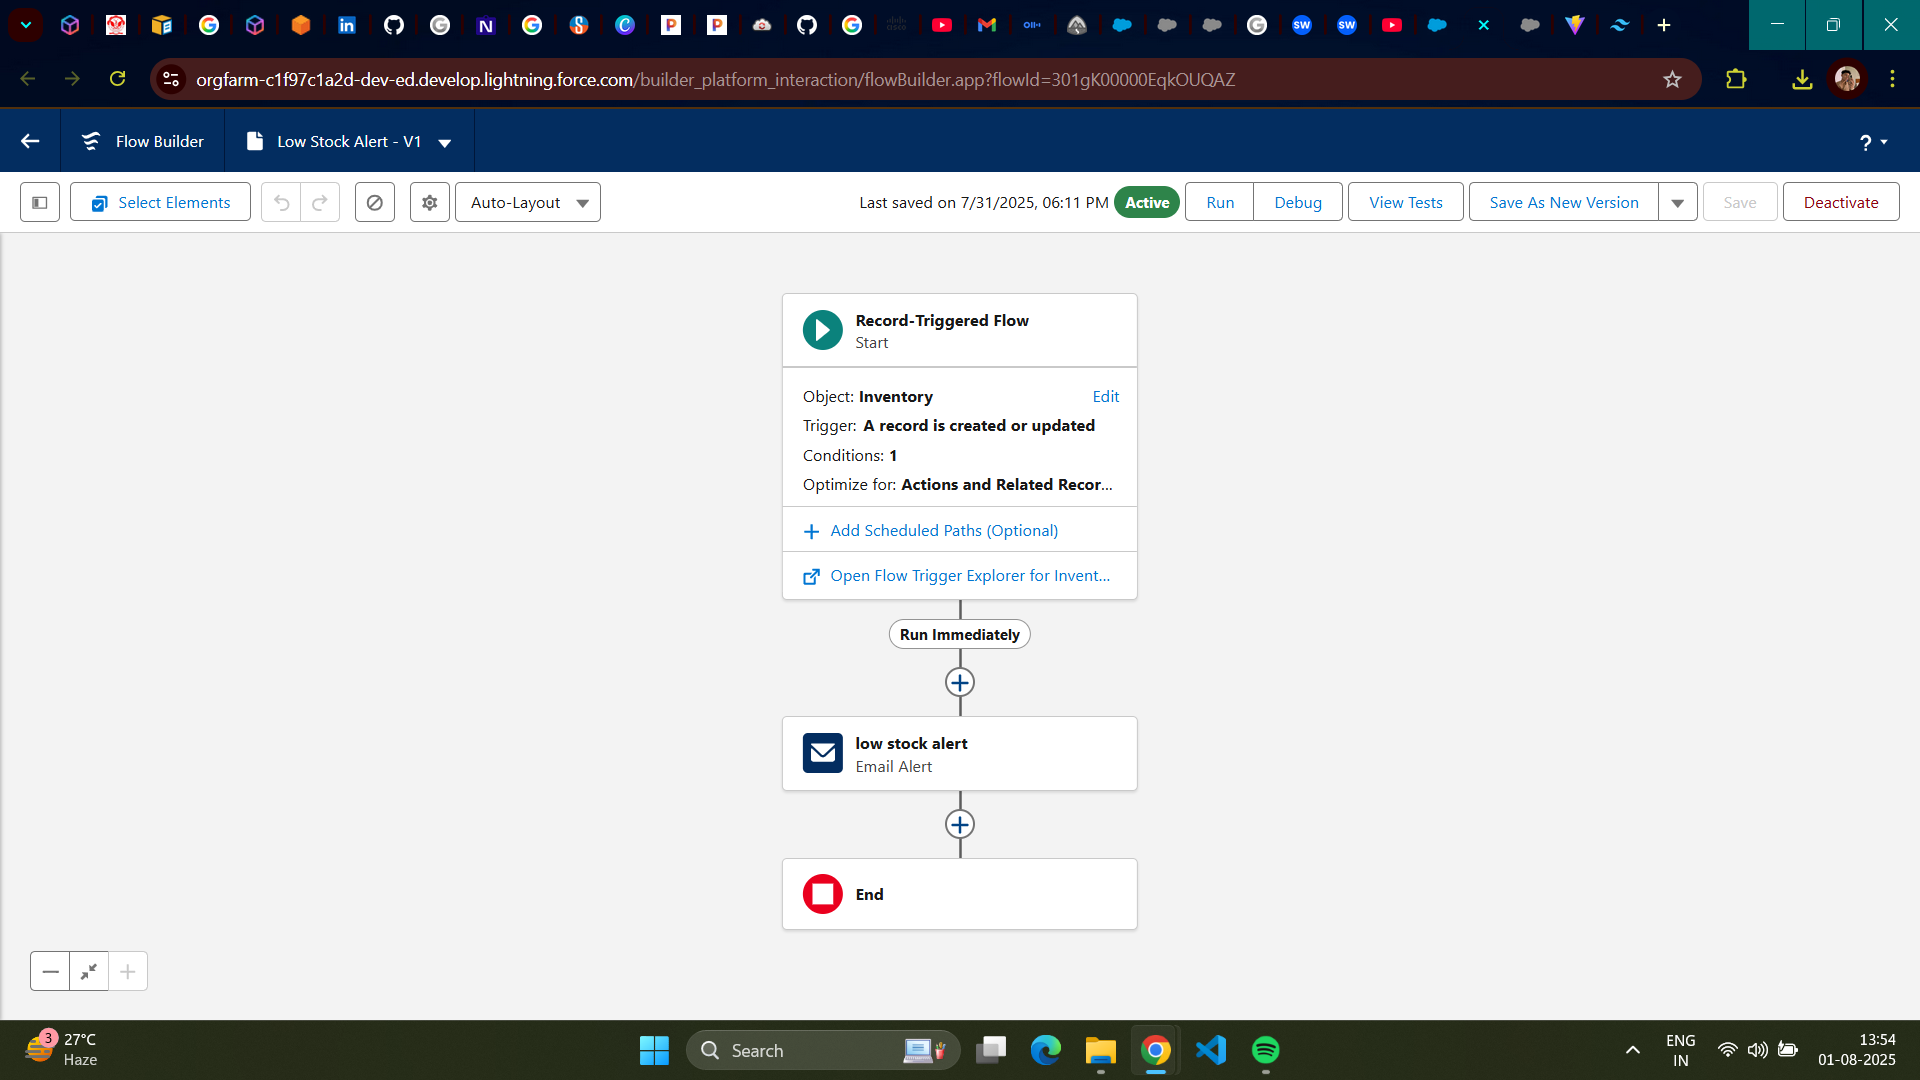 orgfarm-c1f97c1a2d-dev-ed.develop.lightning.force.com/builder_platform_interaction/flowBuilder.app?flowId=301gK00000EqkOUQAZ
Flow Builder
Low Stock Alert - V1
?
Select Elements
Auto-Layout
Last saved on 7/31/2025, 06:11 PM
Active
Run
Debug
View Tests
Save As New Version
Save
Deactivate
Record-Triggered Flow
Start
Object: Inventory
Edit
Trigger: A record is created or updated
Conditions: 1
Optimize for: Actions and Related Recor...
Add Scheduled Paths (Optional)
Open Flow Trigger Explorer for Invent...
Run Immediately
low stock alert
Email Alert
End
3
27°C
Haze
Search
ENG
IN
13:54
01-08-2025